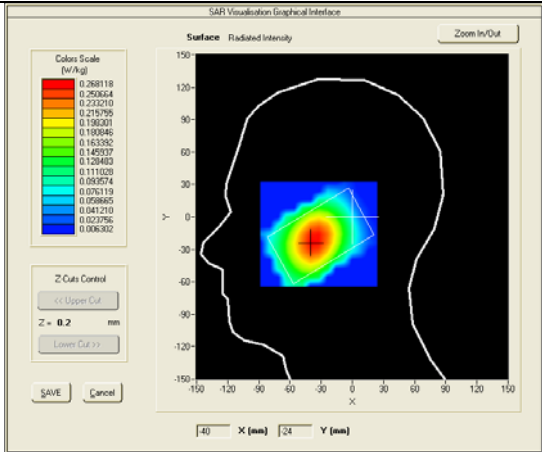 SAR Visualisation Graphical Interface
Surface Radiated Intensity
Zoom In/Out
Colors Scale
(W/kg)
0.268118
0.250664
0.233210
0.215755
0.198301
0.180846
0.163392
0.145937
0.128483
0.111028
0.093574
0.076119
0.058665
0.041210
0.023756
0.006302
Z Cuts Control
<< Upper Cut
Z = 0.2 mm
Lower Cut >>
SAVE Cancel
150
120
90
60
30
0
-30
-60
-90
-120
-150
Y
-150 -120 -90 -60 -30 0 30 60 90 120 150
X
-40 X (mm) -24 Y (mm)